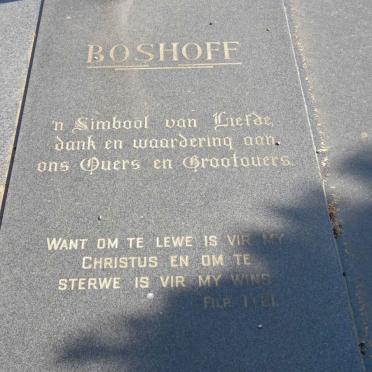 BOSHOFF
'n Simbool van Liefde,
dank en waardering aan
ons Ouers en Grootouers.
WANT OM TE LEWE IS VIR MY
CHRISTUS EN OM TE
STERWE IS VIR MY WINS
FILP. 1:21.